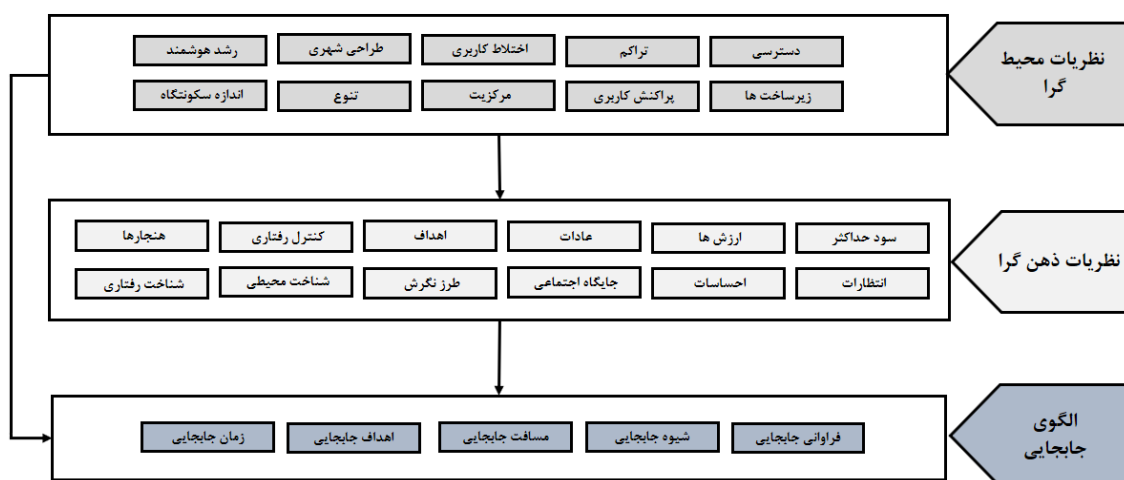 نظریات محیط
گرا
دسترسی
تراکم
اختلاط کاربری
طراحی شهری
رشد هوشمند
زیرساخت ها
پراکنش کاربری
مرکزیت
تنوع
اندازه سکونتگاه
نظریات ذهن گرا
سود حداکثر
ارزش ها
عادات
اهداف
کنترل رفتاری
هنجارها
انتظارات
احساسات
جایگاه اجتماعی
طرز نگرش
شناخت محیطی
شناخت رفتاری
الگوی
جابجایی
فراوانی جابجایی
شیوه جابجایی
مسافت جابجایی
اهداف جابجایی
زمان جابجایی